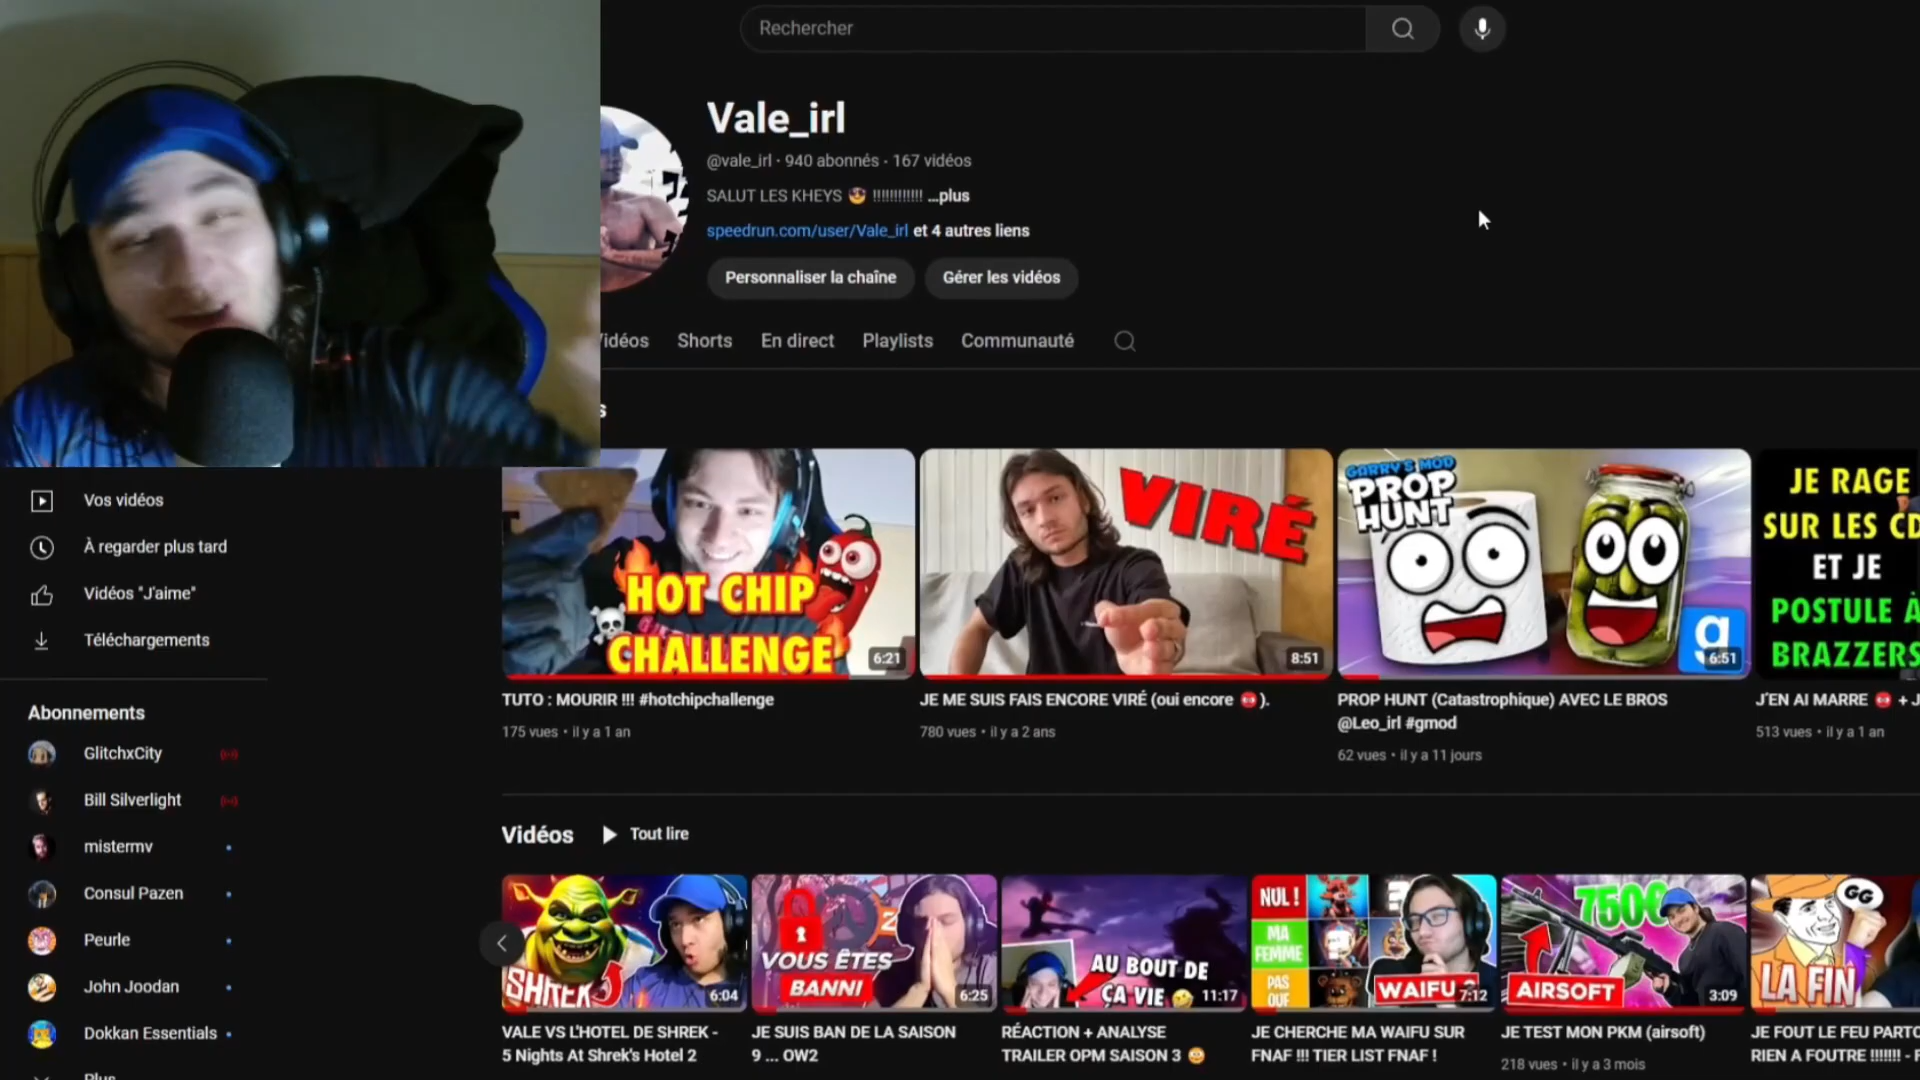 Rechercher
Vale_irl
@vale_irl · 940 abonnés · 167 vidéos
SALUT LES KHEYS 😍 !!!!!!!!!!!! ...plus
speedrun.com/user/Vale_irl et 4 autres liens
Personnaliser la chaîne
Gérer les vidéos
idéos
Shorts
En direct
Playlists
Communauté
s
Vos vidéos
À regarder plus tard
Vidéos "J'aime"
Téléchargements
Abonnements
GlitchxCity
Bill Silverlight
mistermv
Consul Pazen
Peurle
John Joodan
Dokkan Essentials
Plus
HOT CHIP
CHALLENGE
6:21
TUTO : MOURIR !!! #hotchipchallenge
175 vues • il y a 1 an
VIRÉ
8:51
JE ME SUIS FAIS ENCORE VIRÉ (oui encore 😡 ).
780 vues • il y a 2 ans
GARRY'S MOD
PROP
HUNT
g
6:51
PROP HUNT (Catastrophique) AVEC LE BROS
@Leo_irl #gmod
62 vues • il y a 11 jours
JE RAGE
SUR LES CD
ET JE
POSTULE À
BRAZZERS
J'EN AI MARRE 😡 + J
513 vues • il y a 1 an
Vidéos
Tout lire
SHREK
6:04
VALE VS L'HOTEL DE SHREK -
5 Nights At Shrek's Hotel 2
2
VOUS ÊTES
BANNI
6:25
JE SUIS BAN DE LA SAISON
9 ... OW2
AU BOUT DE
ÇA VIE
11:17
RÉACTION + ANALYSE
TRAILER OPM SAISON 3 😳
NUL !
MA
FEMME
PAS
OUF
WAIFU
7:12
JE CHERCHE MA WAIFU SUR
FNAF !!! TIER LIST FNAF !
750€
AIRSOFT
3:09
JE TEST MON PKM (airsoft)
218 vues • il y a 3 mois
GG
LA FIN
JE FOUT LE FEU PARTO
RIEN A FOUTRE !!!!!!! - F